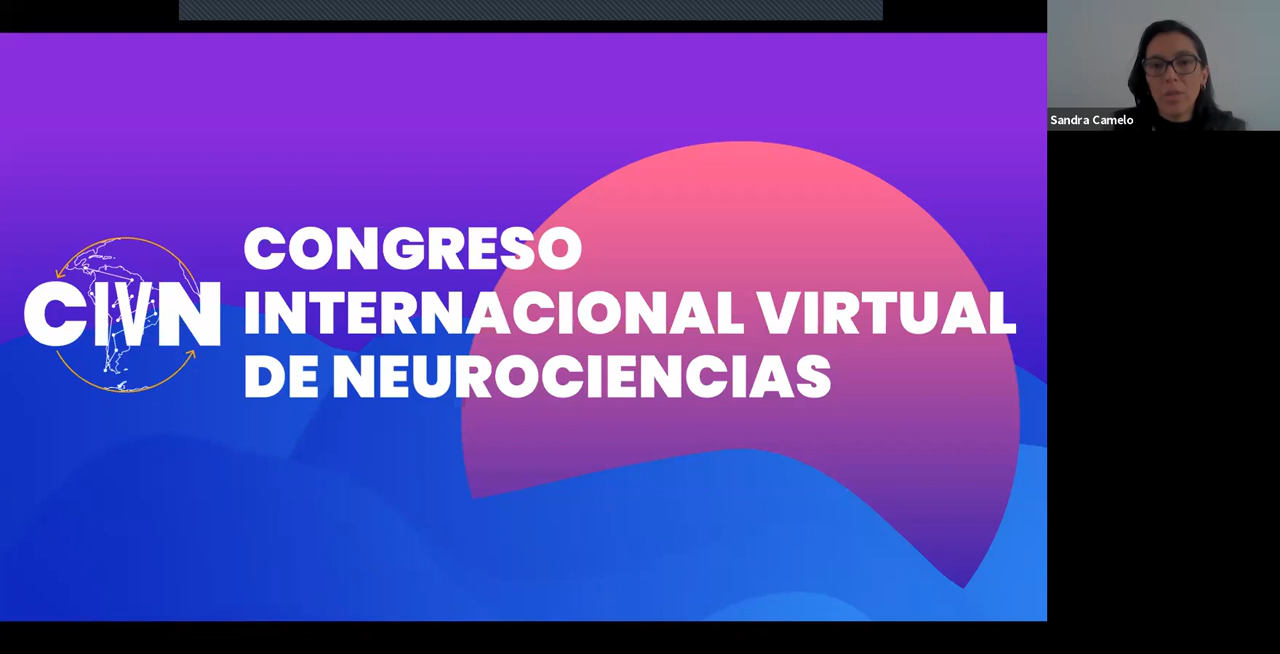 CIVN
CONGRESO
INTERNACIONAL VIRTUAL
DE NEUROCIENCIAS
Sandra Camelo